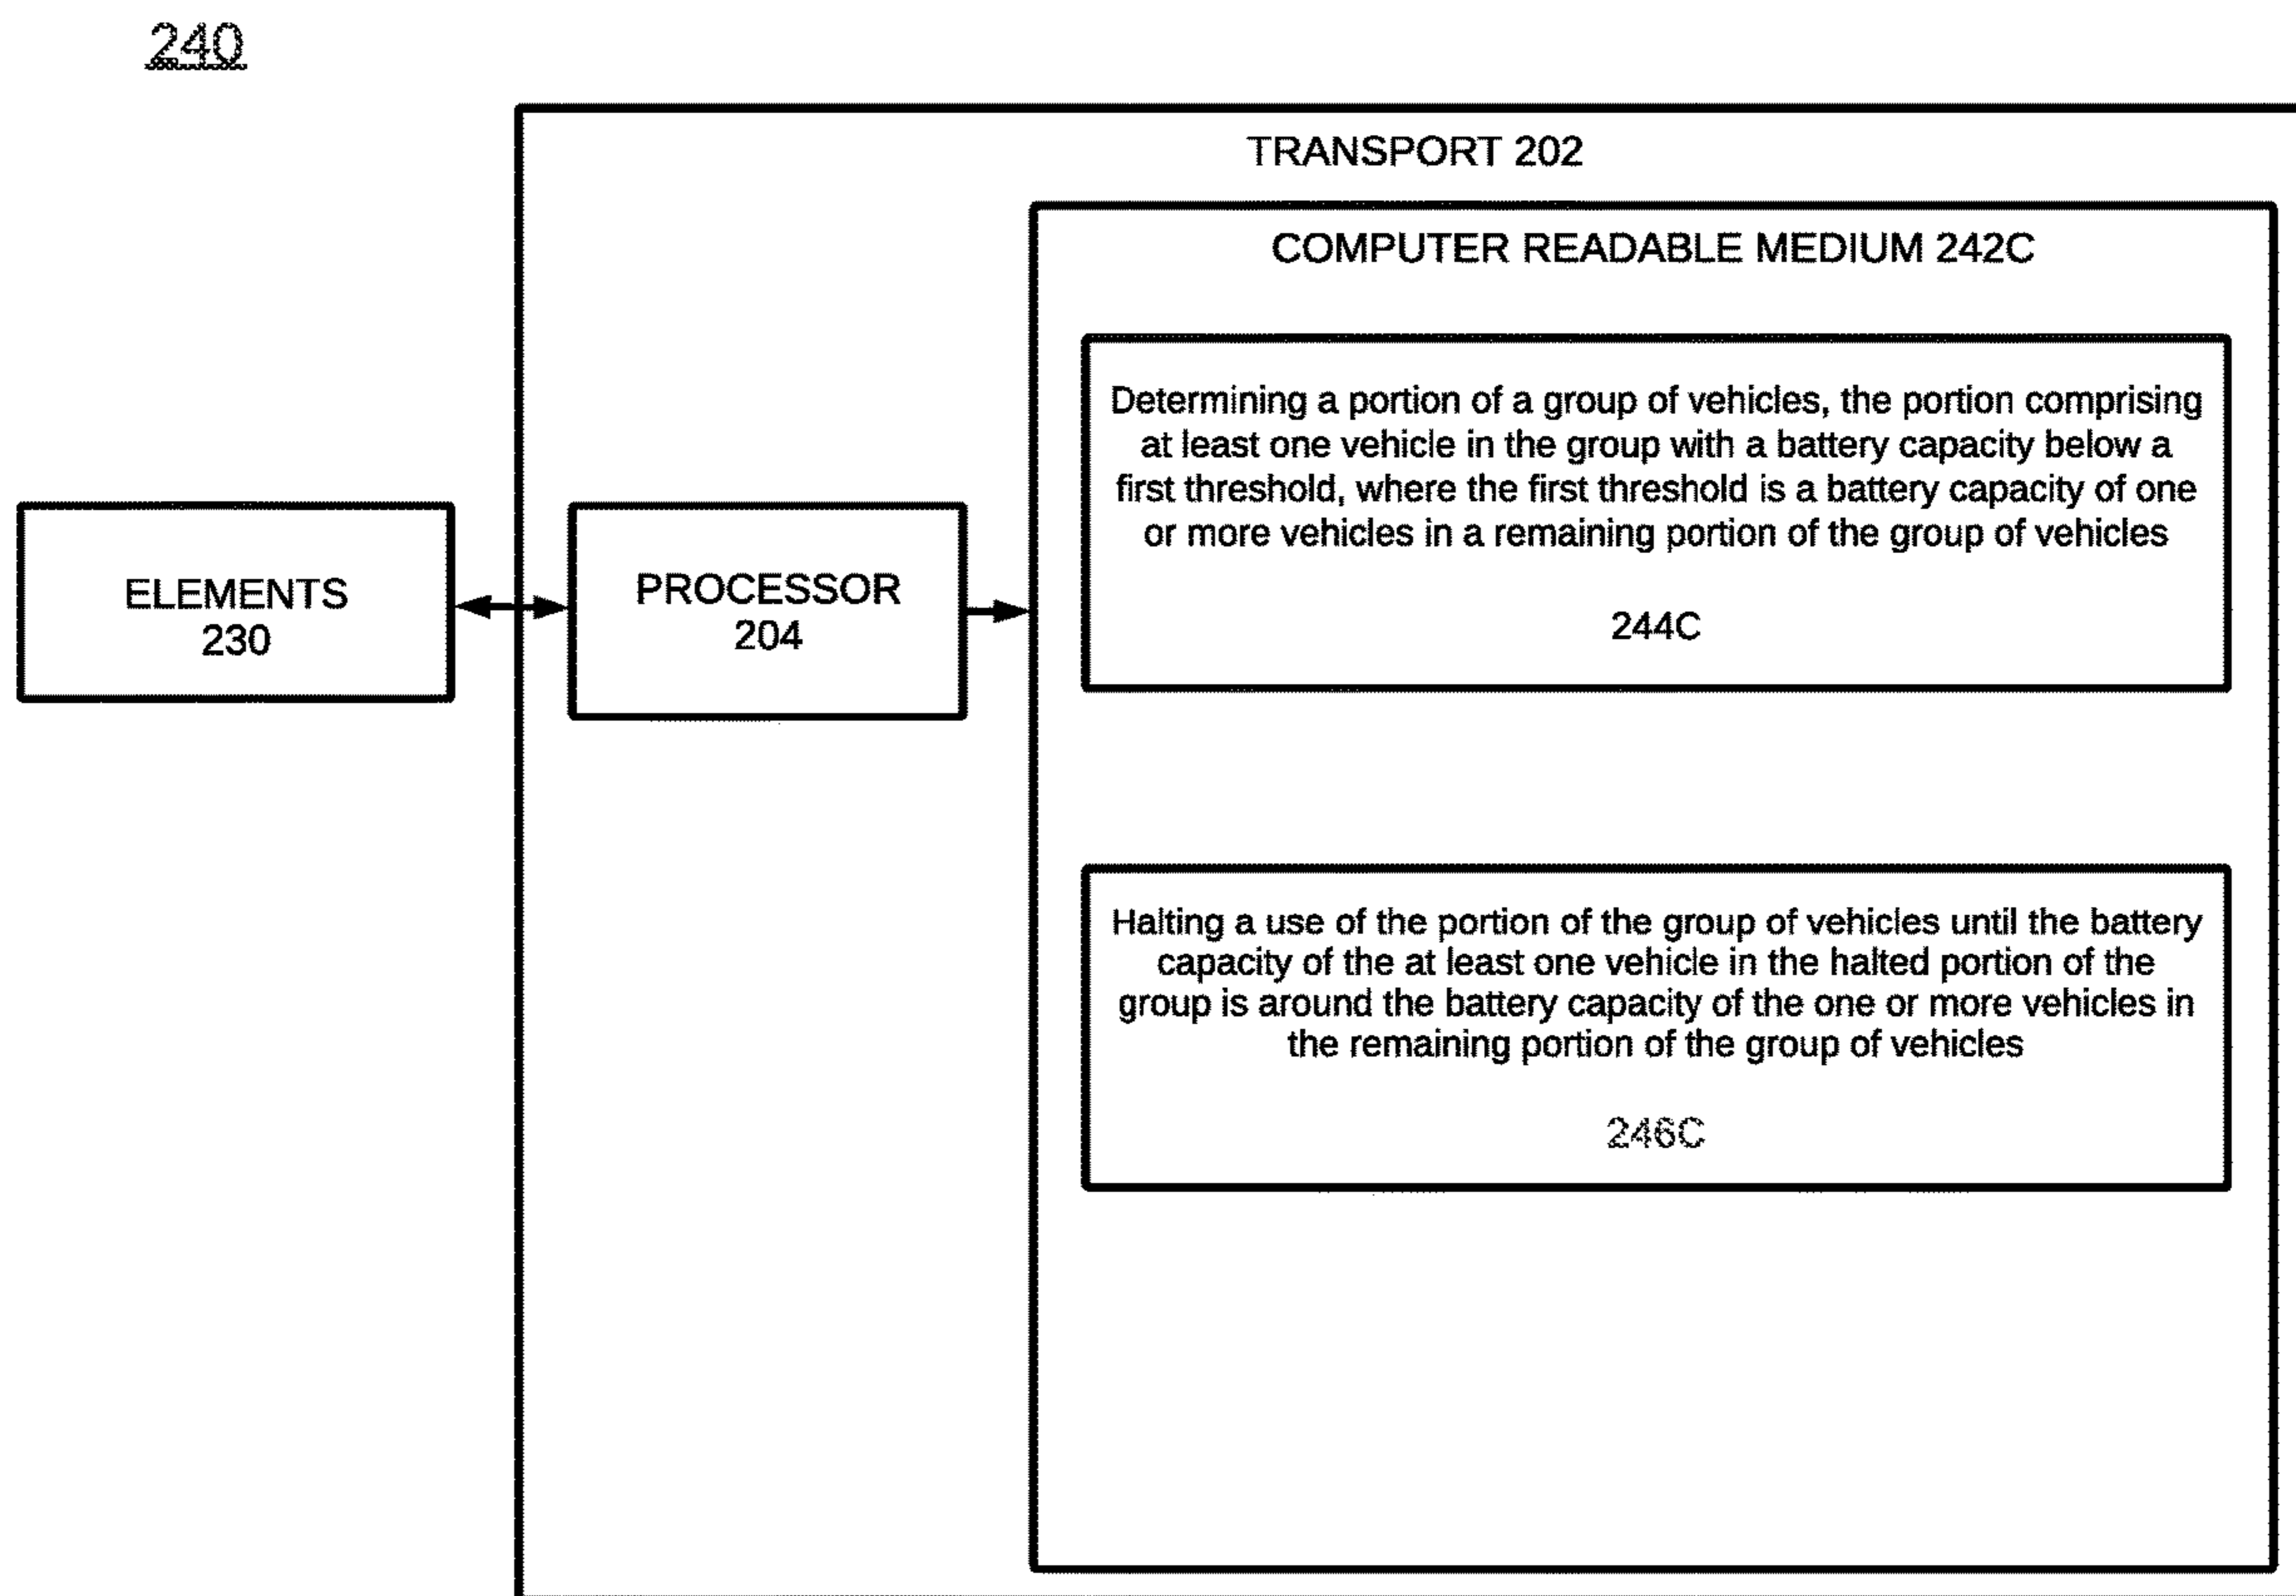 240
TRANSPORT 202
COMPUTER READABLE MEDIUM 242C
Determining a portion of a group of vehicles, the portion comprising
at least one vehicle in the group with a battery capacity below a
first threshold, where the first threshold is a battery capacity of one
or more vehicles in a remaining portion of the group of vehicles
244C
ELEMENTS
230
PROCESSOR
204
Halting a use of the portion of the group of vehicles until the battery
capacity of the at least one vehicle in the halted portion of the
group is around the battery capacity of the one or more vehicles in
the remaining portion of the group of vehicles
246C